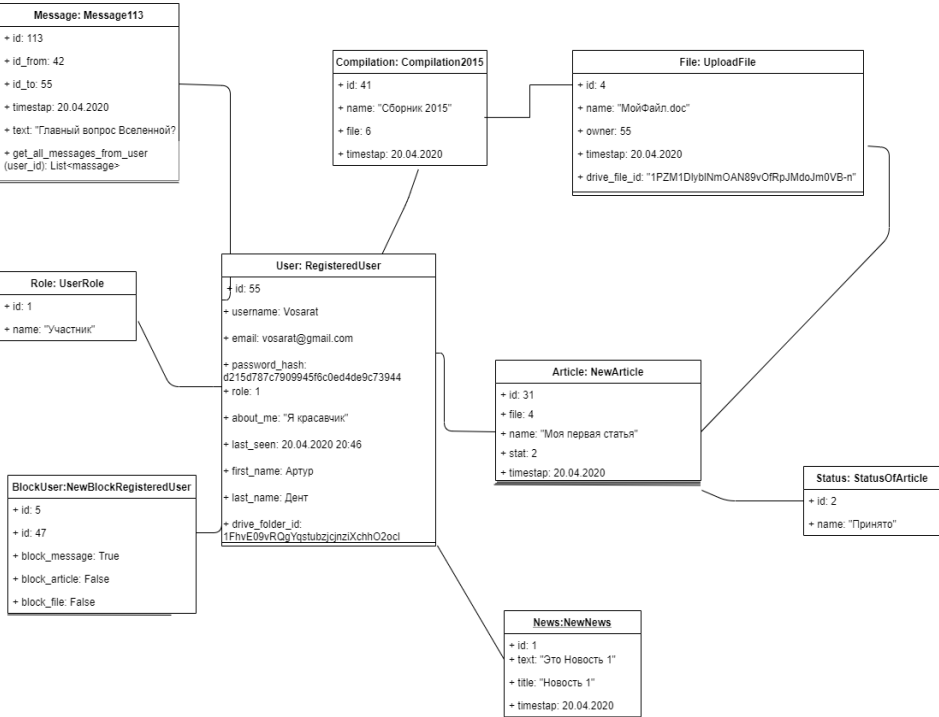 Message: Message113
+ id: 113
+ id_from: 42
+ id_to: 55
+ timestap: 20.04.2020
+ text: "Главный вопрос Вселенной?
+ get_all_messages_from_user
(user_id): List<massage>
Compilation: Compilation2015
+ id: 41
+ name: "Сборник 2015"
+ file: 6
+ timestap: 20.04.2020
File: UploadFile
+ id: 4
+ name: "МойФайл.doc"
+ owner: 55
+ timestap: 20.04.2020
+ drive_file_id: "1PZM1DlyblNmOAN89vOfRpJMdoJm0VB-n"
Role: UserRole
+ id: 1
+ name: "Участник"
User: RegisteredUser
+ id: 55
+ username: Vosarat
+ email: vosarat@gmail.com
+ password_hash:
d215d787c7909945f6c0ed4de9c73944
+ role: 1
+ about_me: "Я красавчик"
+ last_seen: 20.04.2020 20:46
+ first_name: Артур
+ last_name: Дент
+ drive_folder_id:
1FhvE09vRQgYqstubzjcjnziXchhO2ocI
Article: NewArticle
+ id: 31
+ file: 4
+ name: "Моя первая статья"
+ stat: 2
+ timestap: 20.04.2020
Status: StatusOfArticle
+ id: 2
+ name: "Принято"
BlockUser:NewBlockRegisteredUser
+ id: 5
+ id: 47
+ block_message: True
+ block_article: False
+ block_file: False
News:NewNews
+ id: 1
+ text: "Это Новость 1"
+ title: "Новость 1"
+ timestap: 20.04.2020